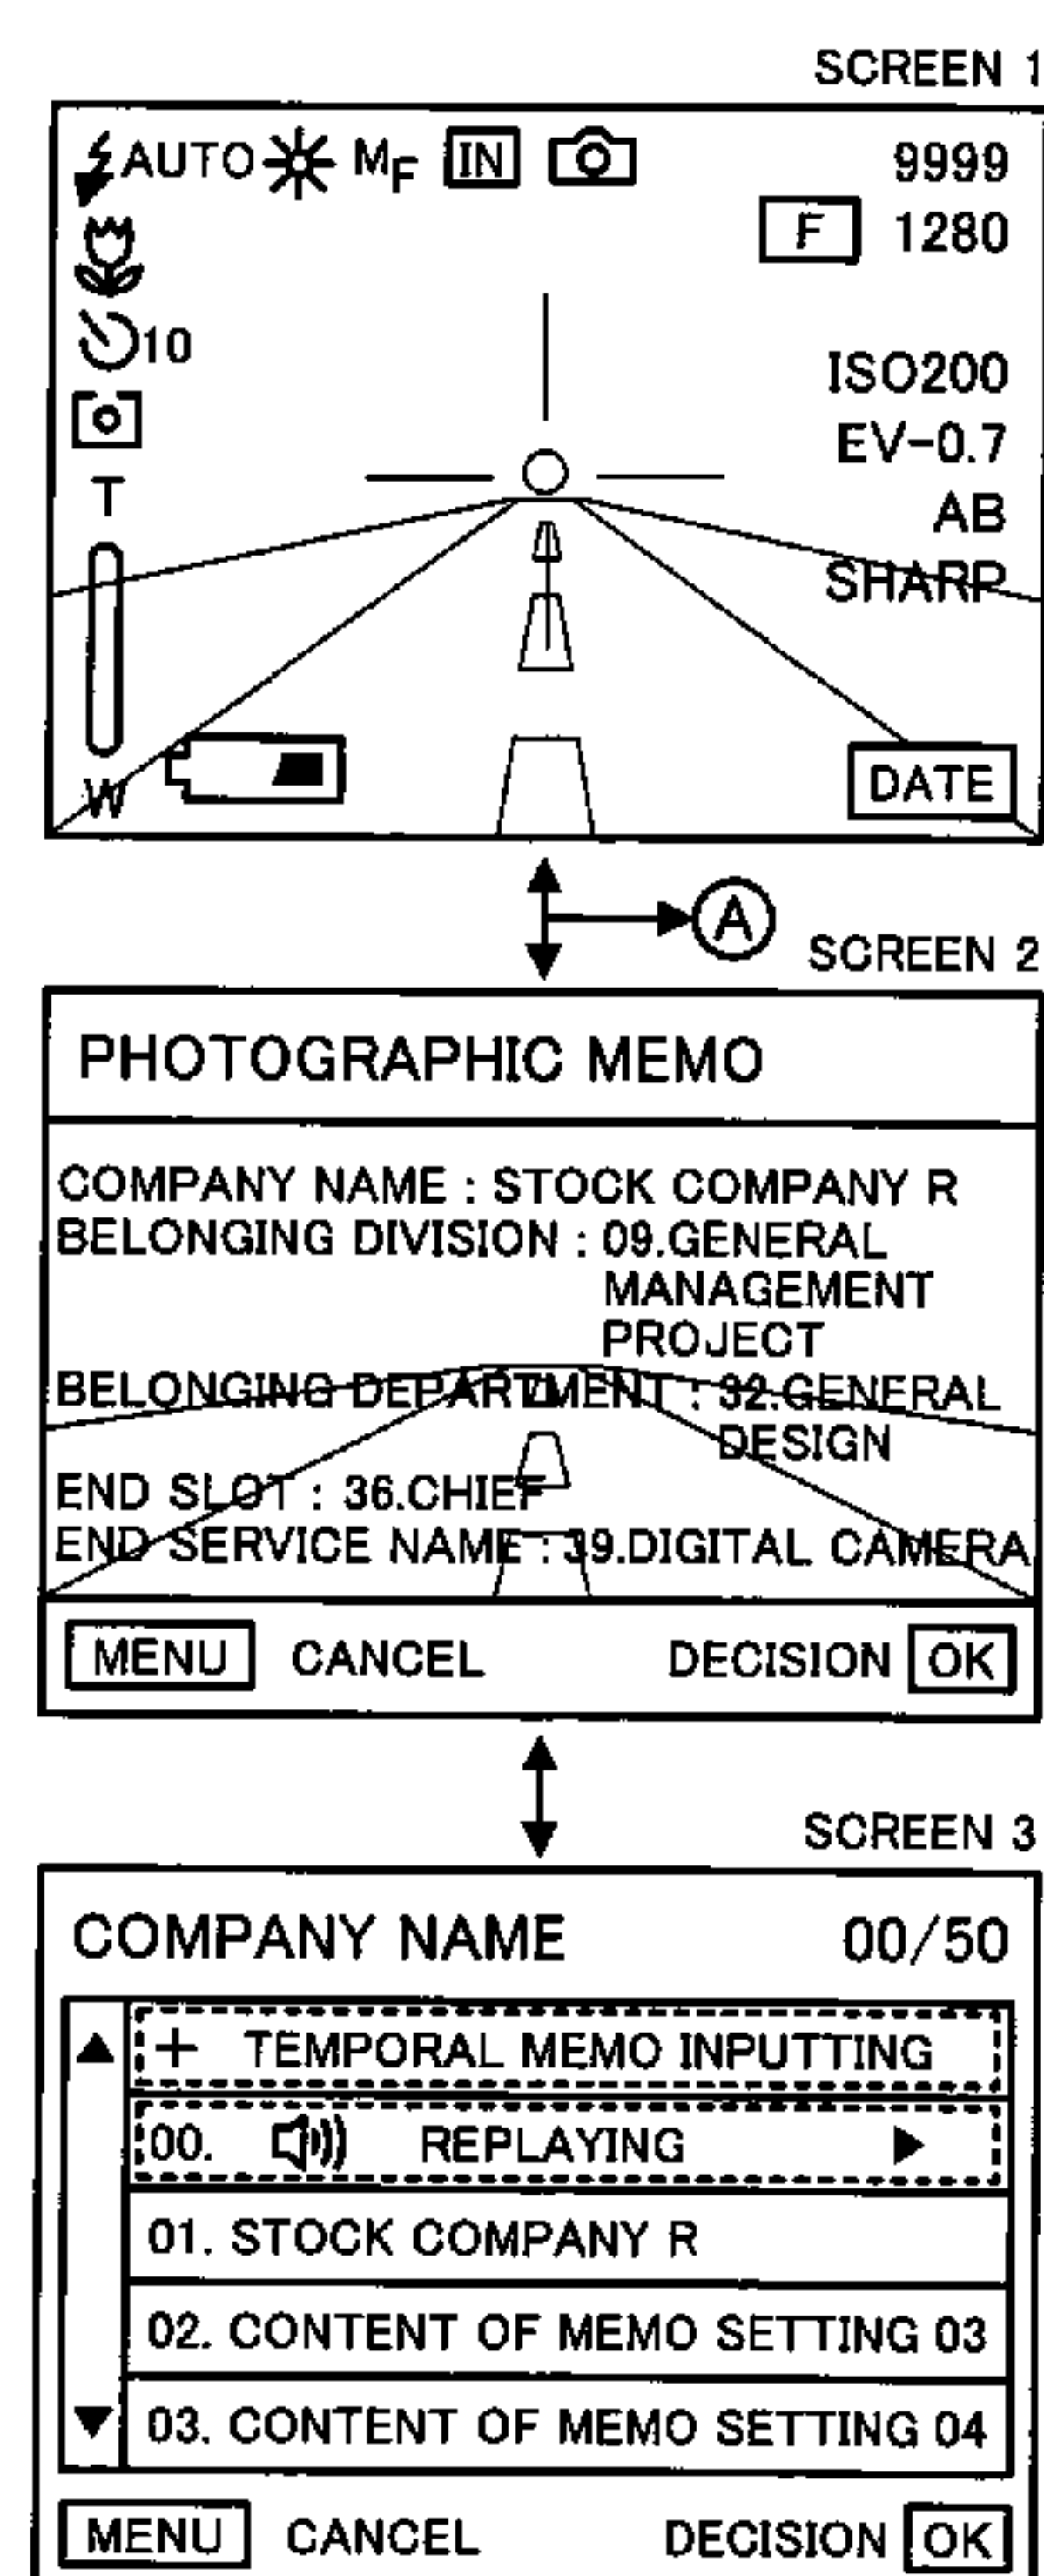 SCREEN 1
AUTO MF IN 9999
F 1280
10
ISO200
EV-0.7
T
AB
SHARP
W
DATE
A
SCREEN 2
PHOTOGRAPHIC MEMO
COMPANY NAME : STOCK COMPANY R
BELONGING DIVISION : 09.GENERAL
MANAGEMENT
PROJECT
BELONGING DEPARTMENT : 32.GENERAL
DESIGN
END SLOT : 36.CHIEF
END SERVICE NAME : 39.DIGITAL CAMERA
MENU CANCEL DECISION OK
SCREEN 3
COMPANY NAME 00/50
+ TEMPORAL MEMO INPUTTING
00. REPLAYING
01. STOCK COMPANY R
02. CONTENT OF MEMO SETTING 03
03. CONTENT OF MEMO SETTING 04
MENU CANCEL DECISION OK